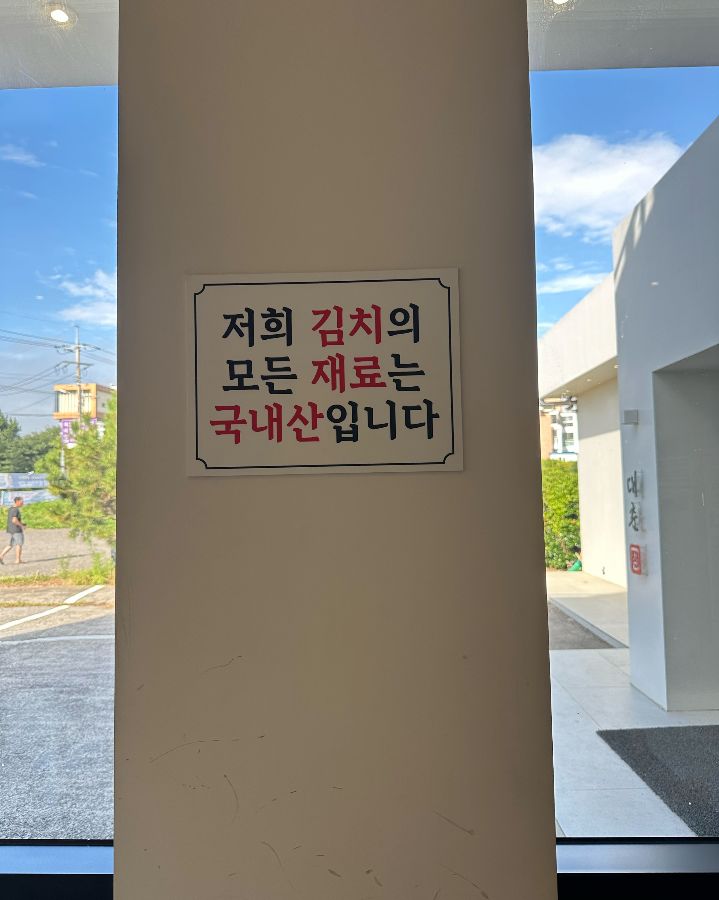 저희 김치의
모든 재료는
국내산입니다